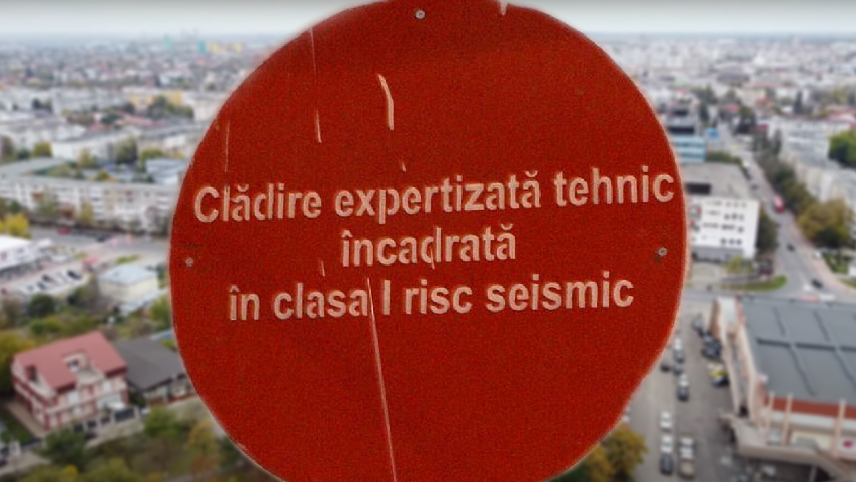 Clădire expertizată tehnic
încadrată
în clasa I risc seismic